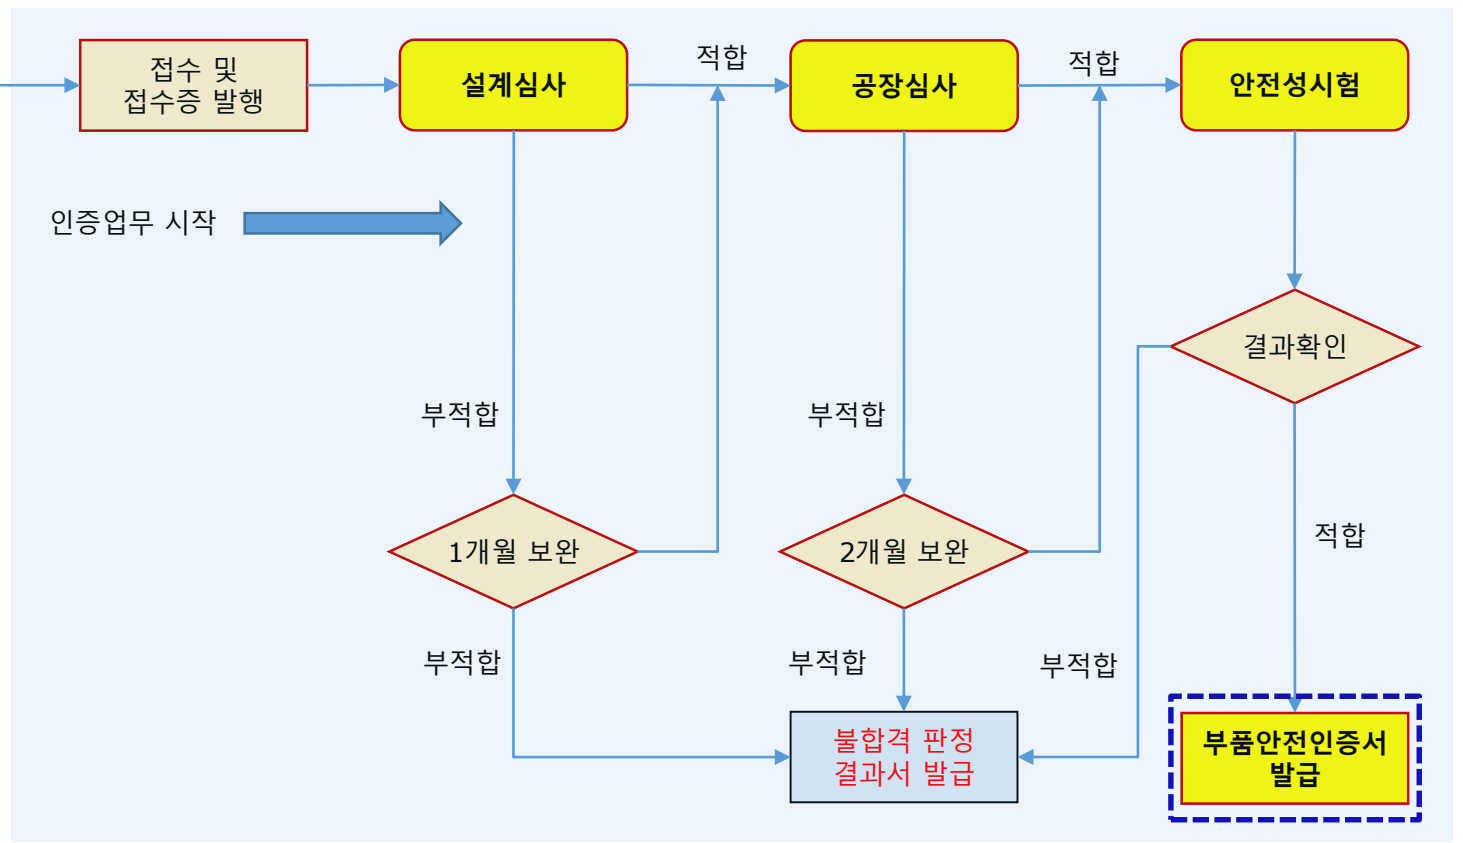 접수 및
접수증 발행
설계심사
적합
공장심사
적합
안전성시험
인증업무 시작
결과확인
부적합
부적합
적합
1개월 보완
2개월 보완
부적합
부적합
부적합
불합격 판정
결과서 발급
부품안전인증서
발급